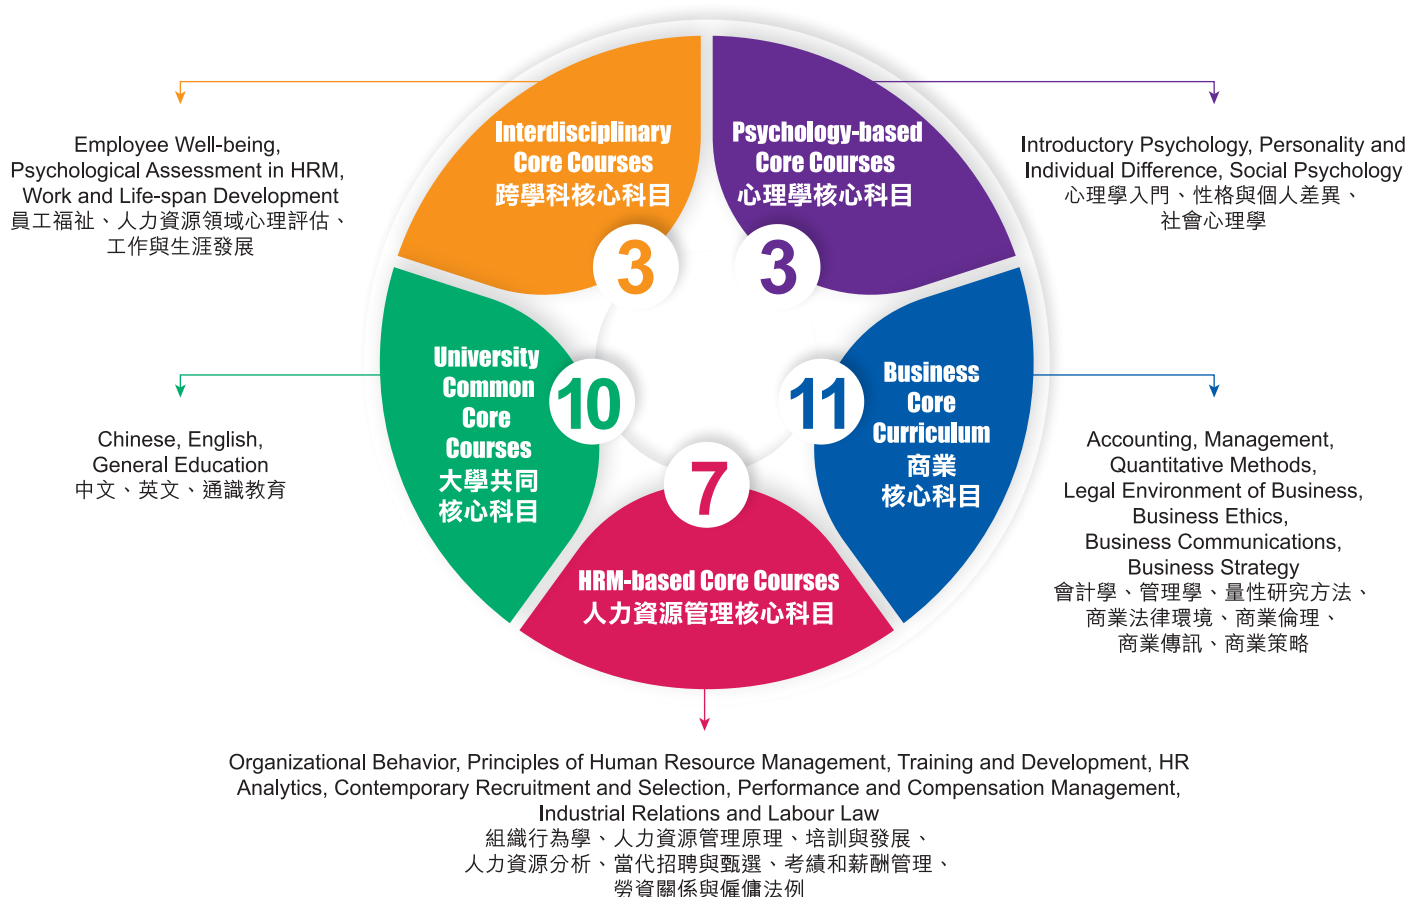 Interdisciplinary
Core Courses
跨學科核心科目
3
Employee Well-being,
Psychological Assessment in HRM,
Work and Life-span Development
員工福祉、人力資源領域心理評估、
工作與生涯發展
Psychology-based
Core Courses
心理學核心科目
3
Introductory Psychology, Personality and
Individual Difference, Social Psychology
心理學入門、性格與個人差異、
社會心理學
University
Common
Core
Courses
大學共同
核心科目
10
Chinese, English,
General Education
中文、英文、通識教育
Business
Core
Curriculum
商業
核心科目
11
Accounting, Management,
Quantitative Methods,
Legal Environment of Business,
Business Ethics,
Business Communications,
Business Strategy
會計學、管理學、量性研究方法、
商業法律環境、商業倫理、
商業傳訊、商業策略
7
HRM-based Core Courses
人力資源管理核心科目
Organizational Behavior, Principles of Human Resource Management, Training and Development, HR
Analytics, Contemporary Recruitment and Selection, Performance and Compensation Management,
Industrial Relations and Labour Law
組織行為學、人力資源管理原理、培訓與發展、
人力資源分析、當代招聘與甄選、考績和薪酬管理、
勞資關係與僱傭法例